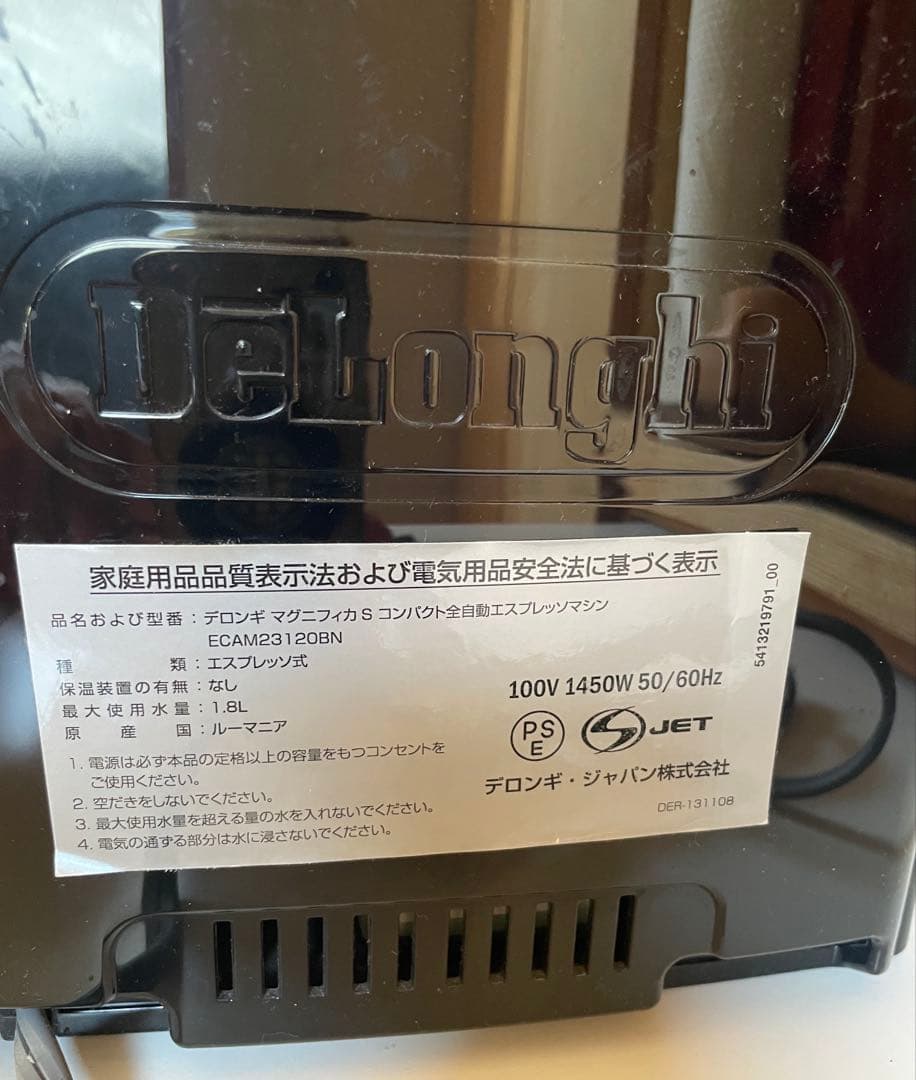 DeLonghi
家庭用品品質表示法および電気用品安全法に基づく表示
品名および型番：デロンギ マグニフィカ S コンパクト全自動エスプレッソマシン
ECAM23120BN
種類：エスプレッソ式
保温装置の有無：なし
最大使用水量：1.8L
原産国：ルーマニア
1. 電源は必ず本品の定格以上の容量をもつコンセントを
ご使用ください。
2. 空だきをしないでください。
3. 最大使用水量を超える量の水を入れないでください。
4. 電気の通ずる部分は水に浸さないでください。
100V 1450W 50/60Hz
PS
E
JET
デロンギ・ジャパン株式会社
DER-131108
5413219791_00